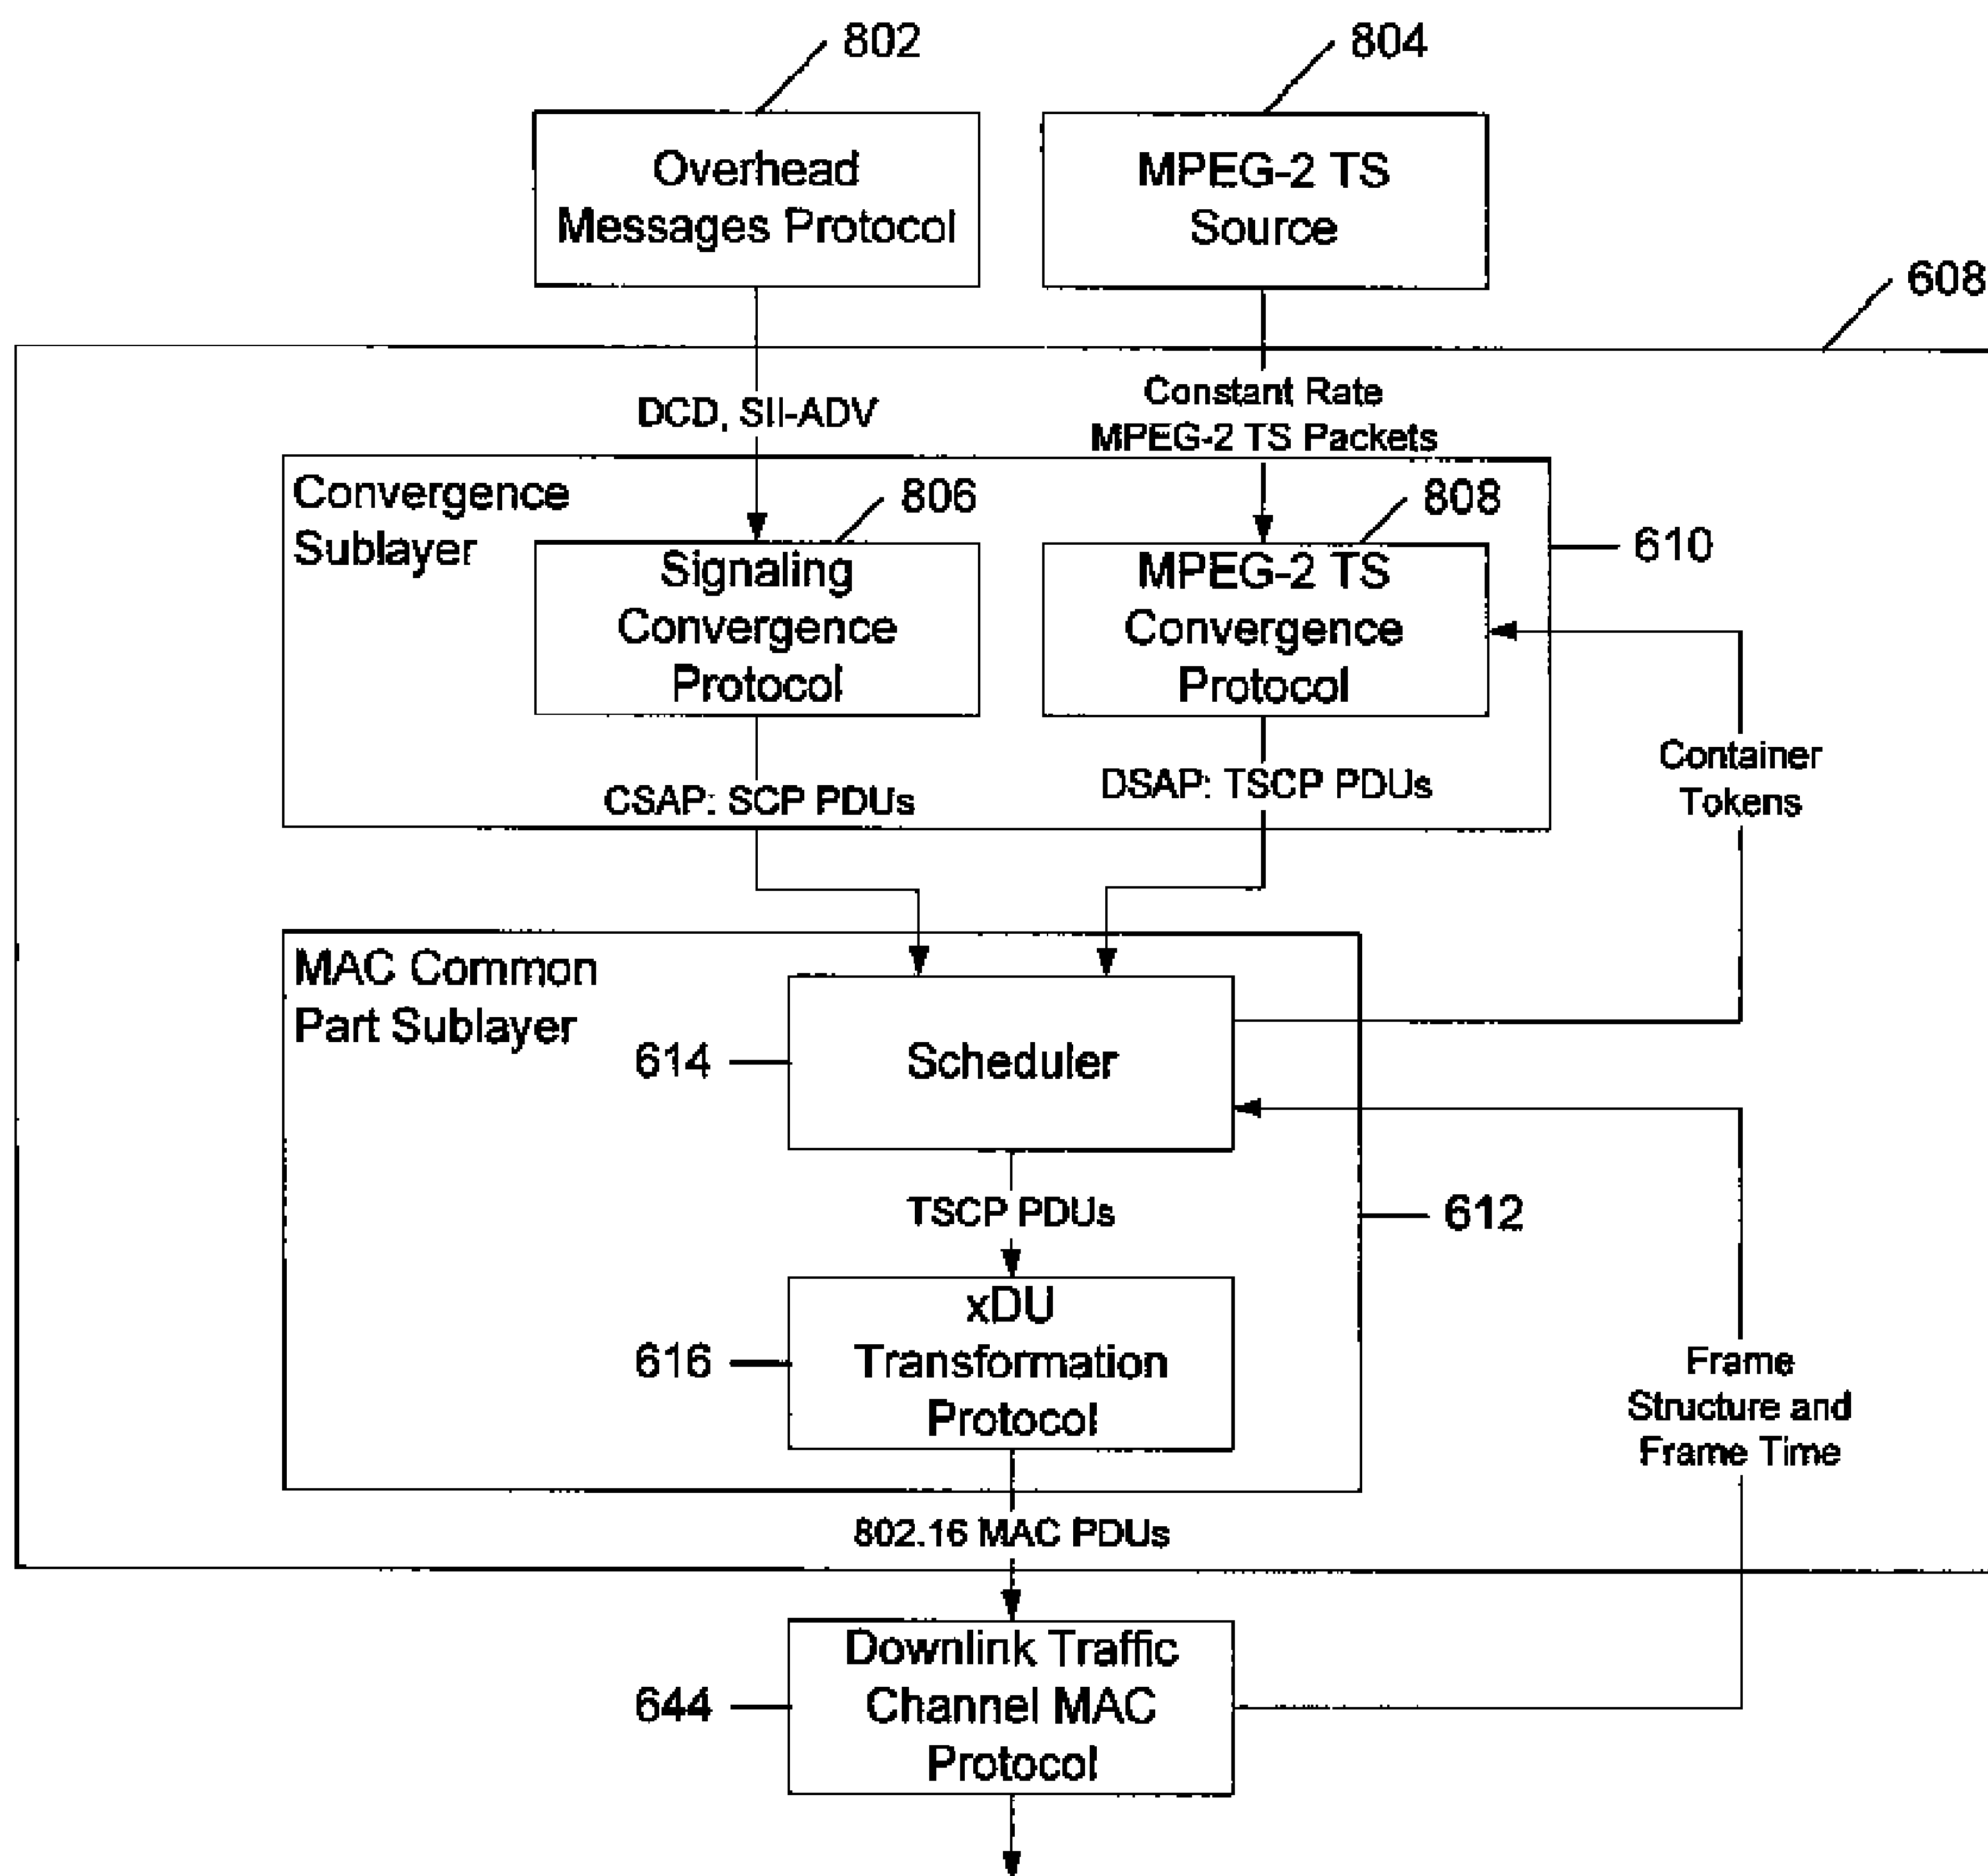 802
804
Overhead
Messages Protocol
MPEG-2 TS
Source
608
DCD, SII-ADV
Constant Rate
MPEG-2 TS Packets
Convergence
Sublayer
806
808
Signaling
Convergence
Protocol
MPEG-2 TS
Convergence
Protocol
610
Container
Tokens
CSAP: SCP PDUs
DSAP: TSCP PDUs
MAC Common
Part Sublayer
614
Scheduler
TSCP PDUs
612
616
xDU
Transformation
Protocol
Frame
Structure and
Frame Time
802.16 MAC PDUs
644
Downlink Traffic
Channel MAC
Protocol